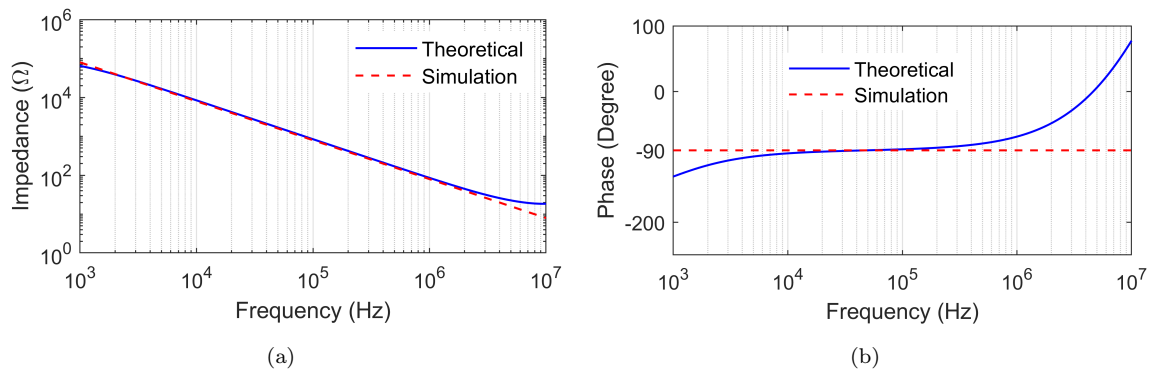 10^6
10^4
10^2
10^0
Impedance (Ω)
Theoretical
Simulation
10^3
10^4
10^5
10^6
10^7
Frequency (Hz)
(a)
100
0
-90
-200
Phase (Degree)
Theoretical
Simulation
10^3
10^4
10^5
10^6
10^7
Frequency (Hz)
(b)